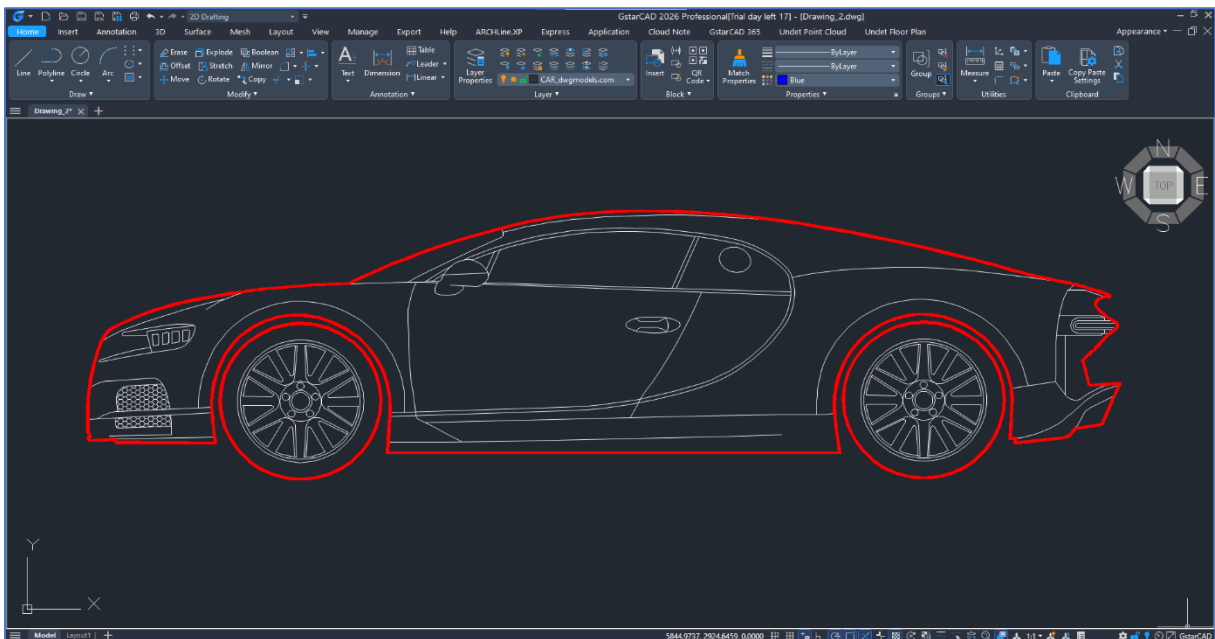 2D Drafting
GstarCAD 2026 Professional[Trial day left 17] - [Drawing_2.dwg]
Home Insert Annotation 3D Surface Mesh Layout View Manage Export Help ARCHLine.XP Express Application Cloud Note GstarCAD 365 Undet Point Cloud Undet Floor Plan Appearance
Line Polyline Circle Arc
Erase Explode Boolean
Offset Stretch Mirror
Move Rotate Copy
Text Dimension
Table
Leader
Linear
Layer Properties
CAR_dwgmodels.com
Insert
QR Code
Match Properties
ByLayer
ByLayer
Blue
Group
Measure
Paste Copy Paste Settings
Draw Modify Annotation Layer Block Properties Groups Utilities Clipboard
Drawing_2*
N
W TOP E
S
Y
X
Model Layout1
5844.9737, 2924.6459, 0.0000
1:1
GstarCAD